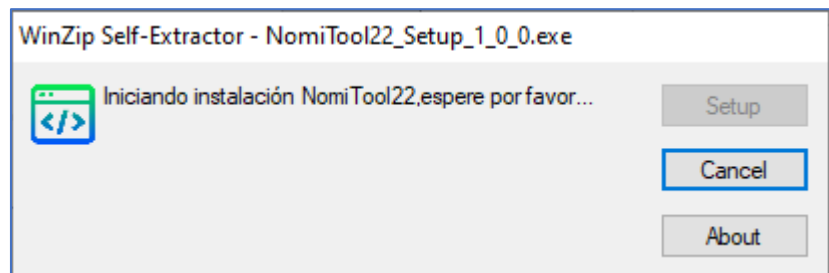 WinZip Self-Extractor - NomiTool22_Setup_1_0_0.exe
</>
Iniciando instalación NomiTool22,espere por favor...
Setup
Cancel
About